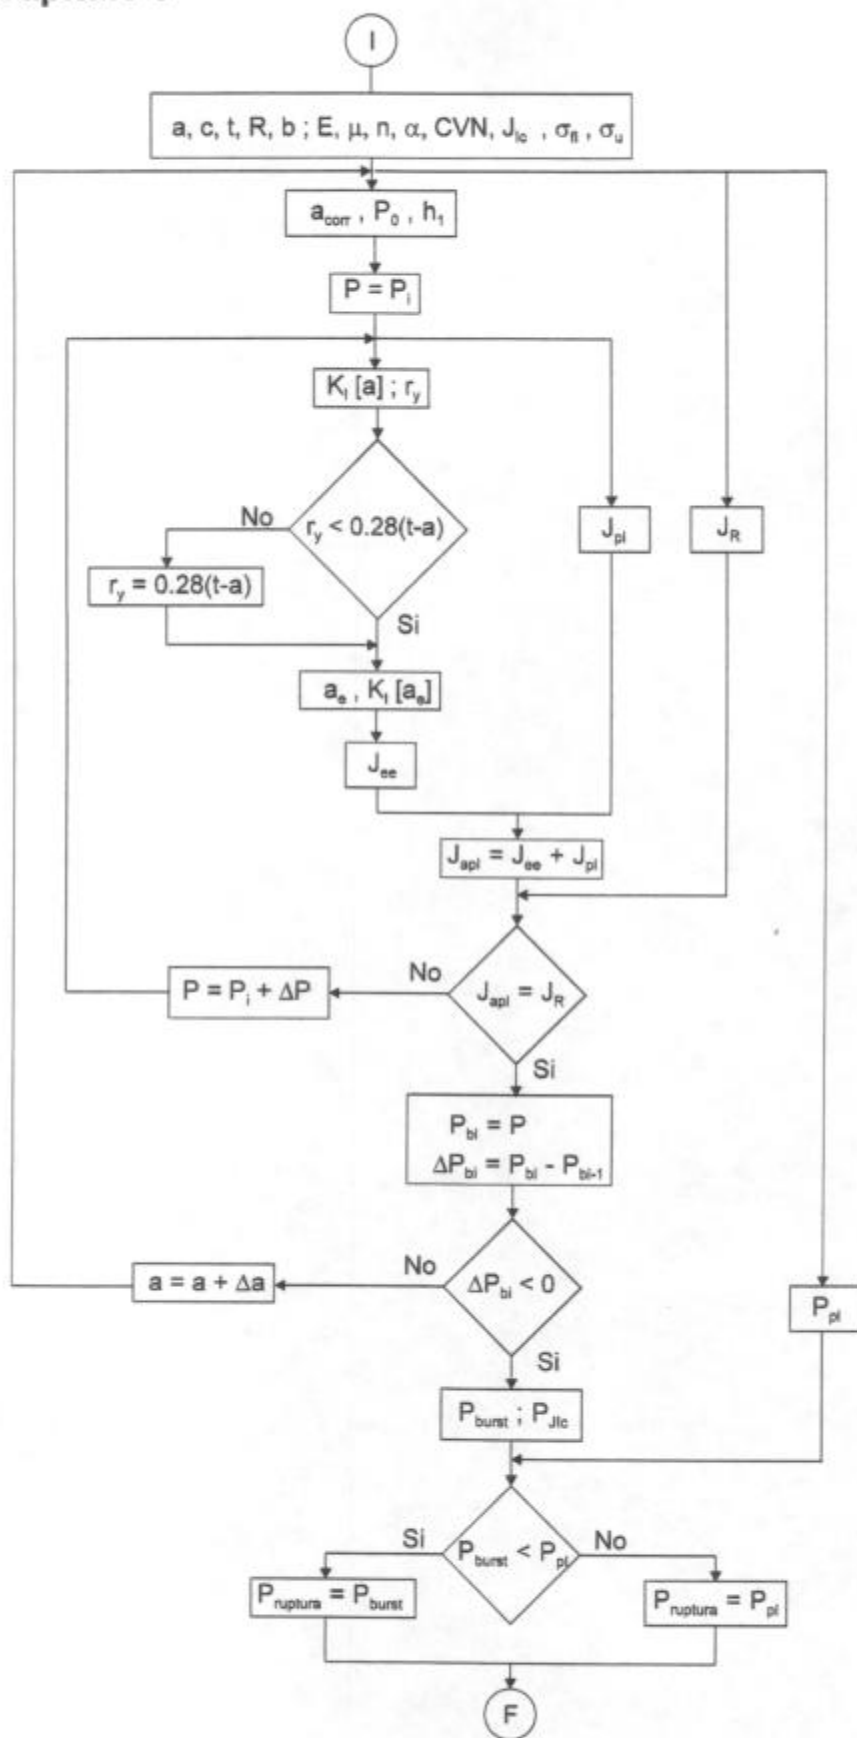 I
a, c, t, R, b ; E, μ, n, α, CVN, J_Ic , σ_fl , σ_u
a_corr , P_0 , h_1
P = P_i
K_I [a] ; r_y
r_y < 0.28(t-a)
No
r_y = 0.28(t-a)
Si
J_pl
J_R
a_e , K_I [a_e]
J_ee
J_apl = J_ee + J_pl
J_apl = J_R
No
P = P_i + ΔP
Si
P_bi = P
ΔP_bi = P_bi - P_bi-1
ΔP_bi < 0
No
a = a + Δa
P_pl
Si
P_burst ; P_JIc
P_burst < P_pl
Si
No
P_ruptura = P_burst
P_ruptura = P_pl
F